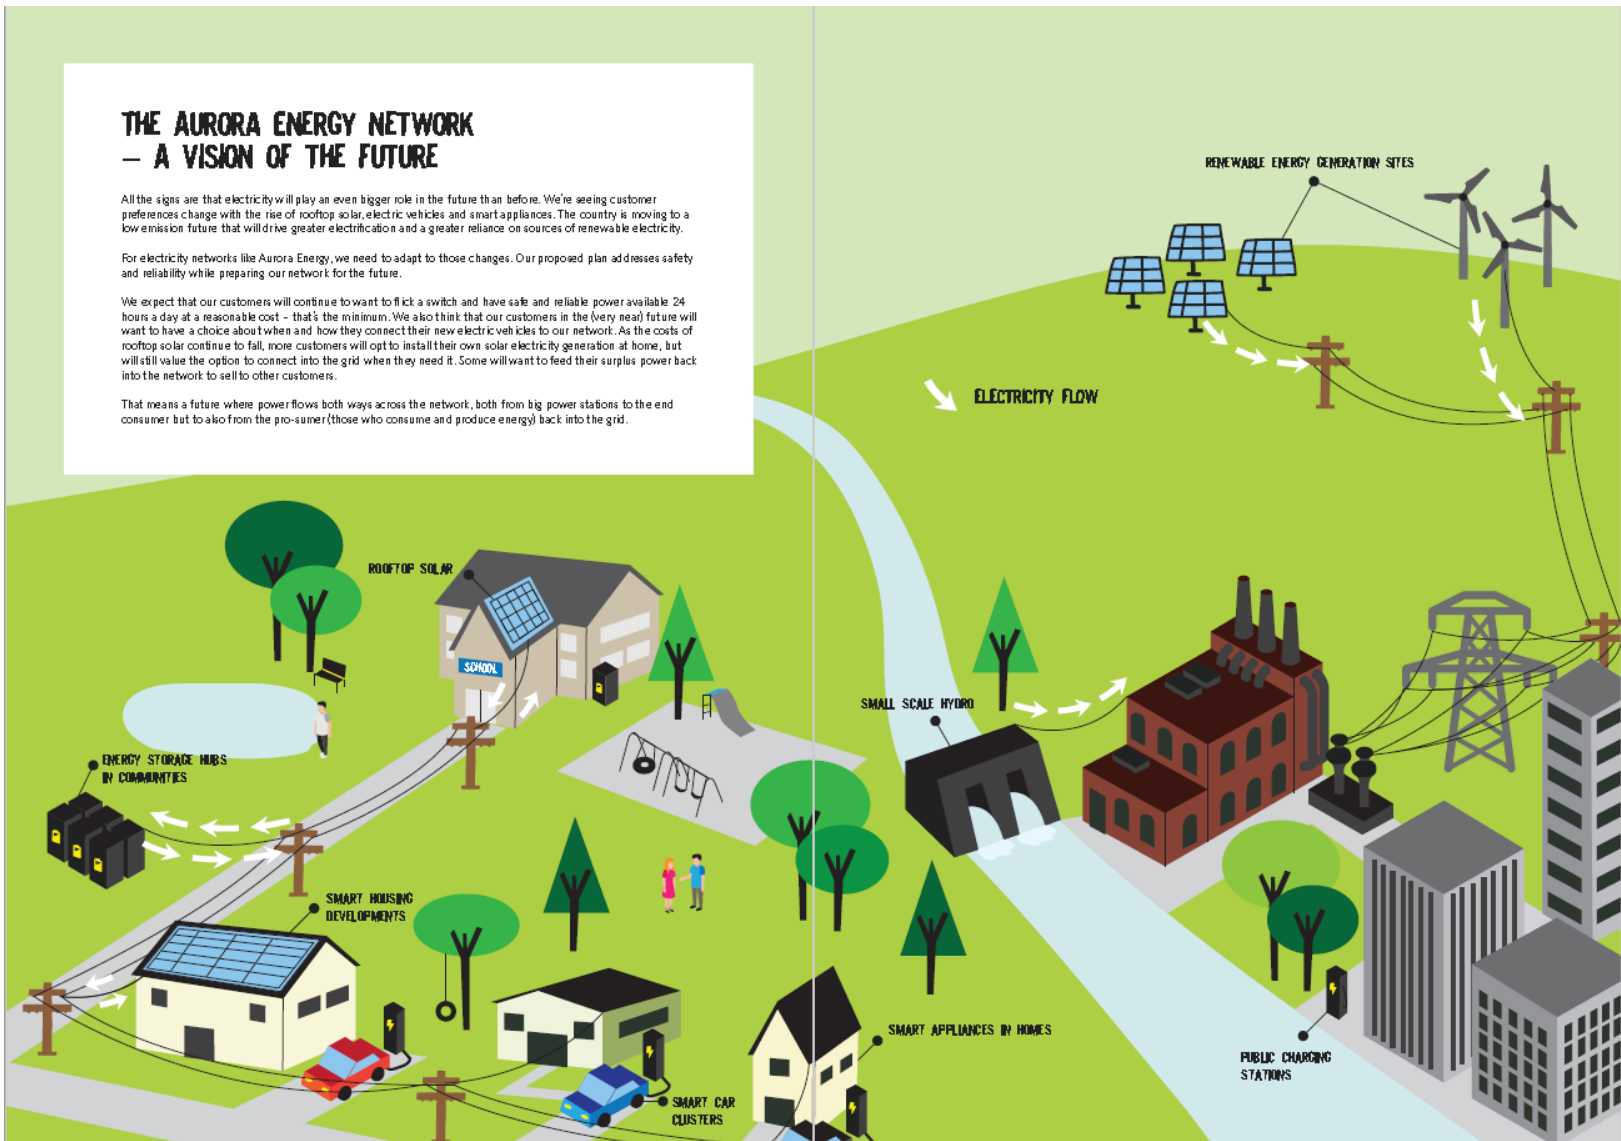 THE AURORA ENERGY NETWORK
– A VISION OF THE FUTURE
All the signs are that electricity will play an even bigger role in the future than before. We're seeing customer
preferences change with the rise of rooftop solar, electric vehicles and smart appliances. The country is moving to a
low emission future that will drive greater electrification and a greater reliance on sources of renewable electricity.
For electricity networks like Aurora Energy, we need to adapt to those changes. Our proposed plan addresses safety
and reliability while preparing our network for the future.
We expect that our customers will continue to want to flick a switch and have safe and reliable power available 24
hours a day at a reasonable cost – that's the minimum. We also think that our customers in the (very near) future will
want to have a choice about when and how they connect their new electric vehicles to our network. As the costs of
rooftop solar continue to fall, more customers will opt to install their own solar electricity generation at home, but
will still value the option to connect into the grid when they need it. Some will want to feed their surplus power back
into the network to sell to other customers.
That means a future where power flows both ways across the network, both from big power stations to the end
consumer but to also from the pro-sumer (those who consume and produce energy) back into the grid.
RENEWABLE ENERGY GENERATION SITES
ELECTRICITY FLOW
ROOFTOP SOLAR
SCHOOL
SMALL SCALE HYDRO
ENERGY STORAGE HUBS
IN COMMUNITIES
SMART HOUSING
DEVELOPMENTS
SMART APPLIANCES IN HOMES
PUBLIC CHARGING
STATIONS
SMART CAR
CLUSTERS